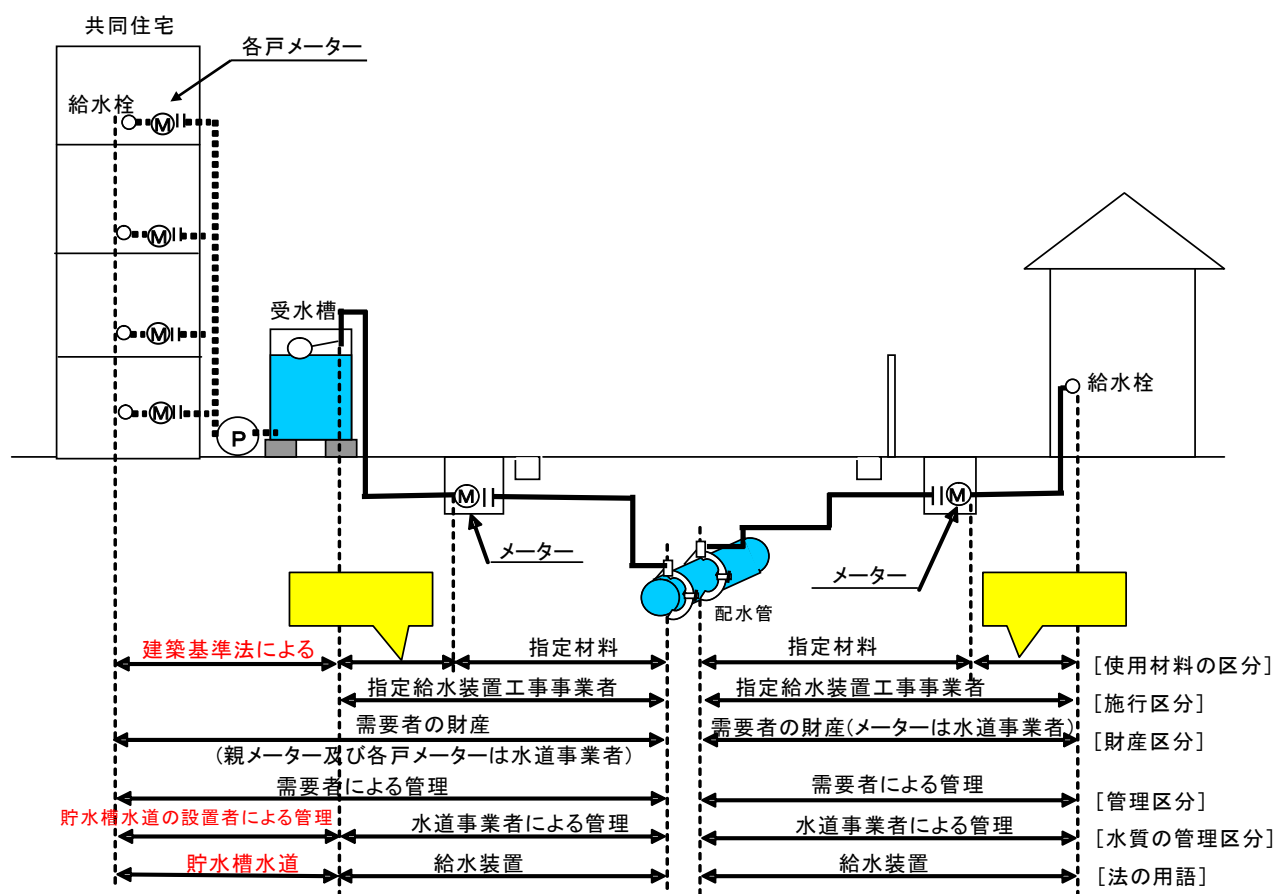 共同住宅
各戸メーター
給水栓
M
M
M
M
受水槽
P
給水栓
M
M
メーター
メーター
配水管
建築基準法による
指定材料
指定材料
[使用材料の区分]
指定給水装置工事事業者
指定給水装置工事事業者
[施行区分]
需要者の財産
(親メーター及び各戸メーターは水道事業者)
需要者の財産(メーターは水道事業者)
[財産区分]
需要者による管理
需要者による管理
[管理区分]
貯水槽水道の設置者による管理
水道事業者による管理
水道事業者による管理
[水質の管理区分]
貯水槽水道
給水装置
給水装置
[法の用語]